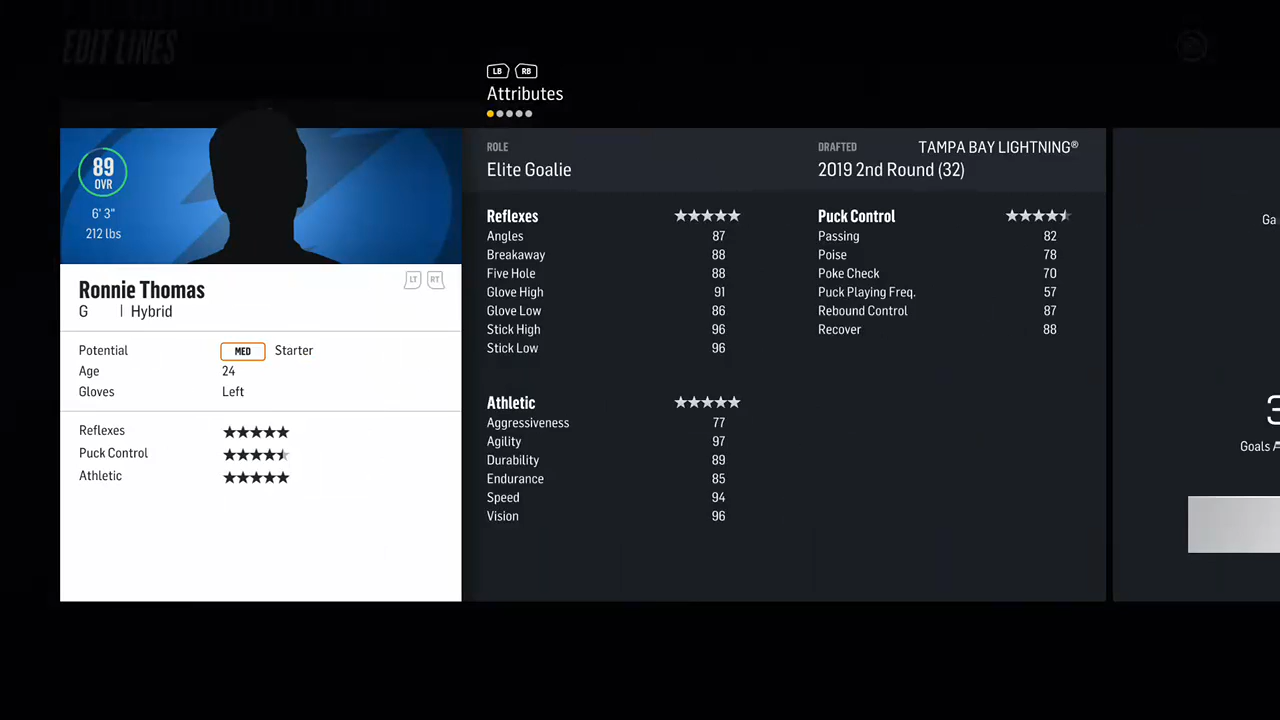 EDIT LINES
LB RB
Attributes
89
OVR
6' 3"
212 lbs
ROLE
Elite Goalie
DRAFTED
TAMPA BAY LIGHTNING®
2019 2nd Round (32)
Ronnie Thomas
LT RT
G | Hybrid
Potential MED Starter
Age 24
Gloves Left
Reflexes
Puck Control
Athletic
Reflexes
Angles 87
Breakaway 88
Five Hole 88
Glove High 91
Glove Low 86
Stick High 96
Stick Low 96
Athletic
Aggressiveness 77
Agility 97
Durability 89
Endurance 85
Speed 94
Vision 96
Puck Control
Passing 82
Poise 78
Poke Check 70
Puck Playing Freq. 57
Rebound Control 87
Recover 88
Ga
3
Goals A